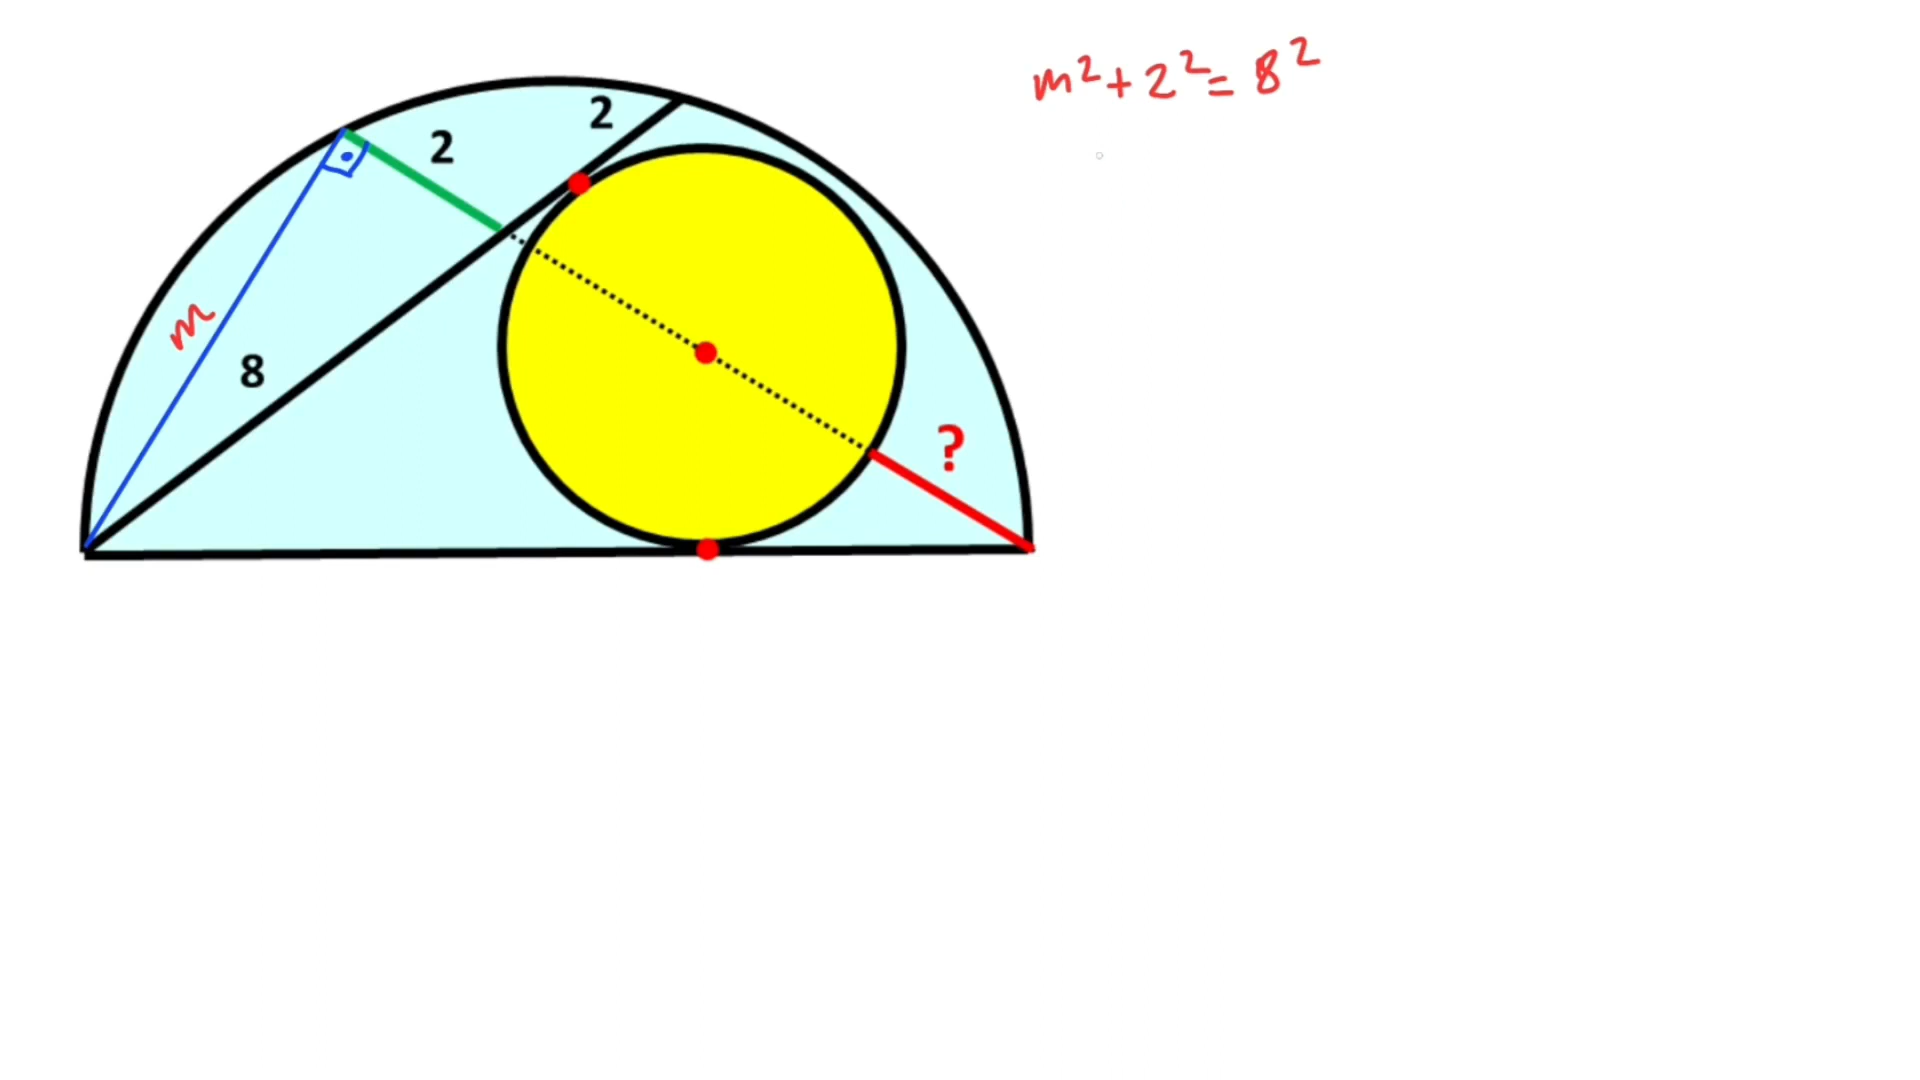 m² + 2² = 8²
2
2
m
8
?